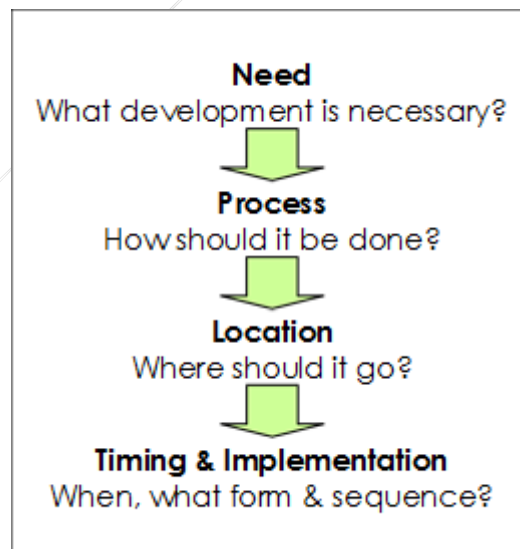 Need
What development is necessary?
Process
How should it be done?
Location
Where should it go?
Timing & Implementation
When, what form & sequence?